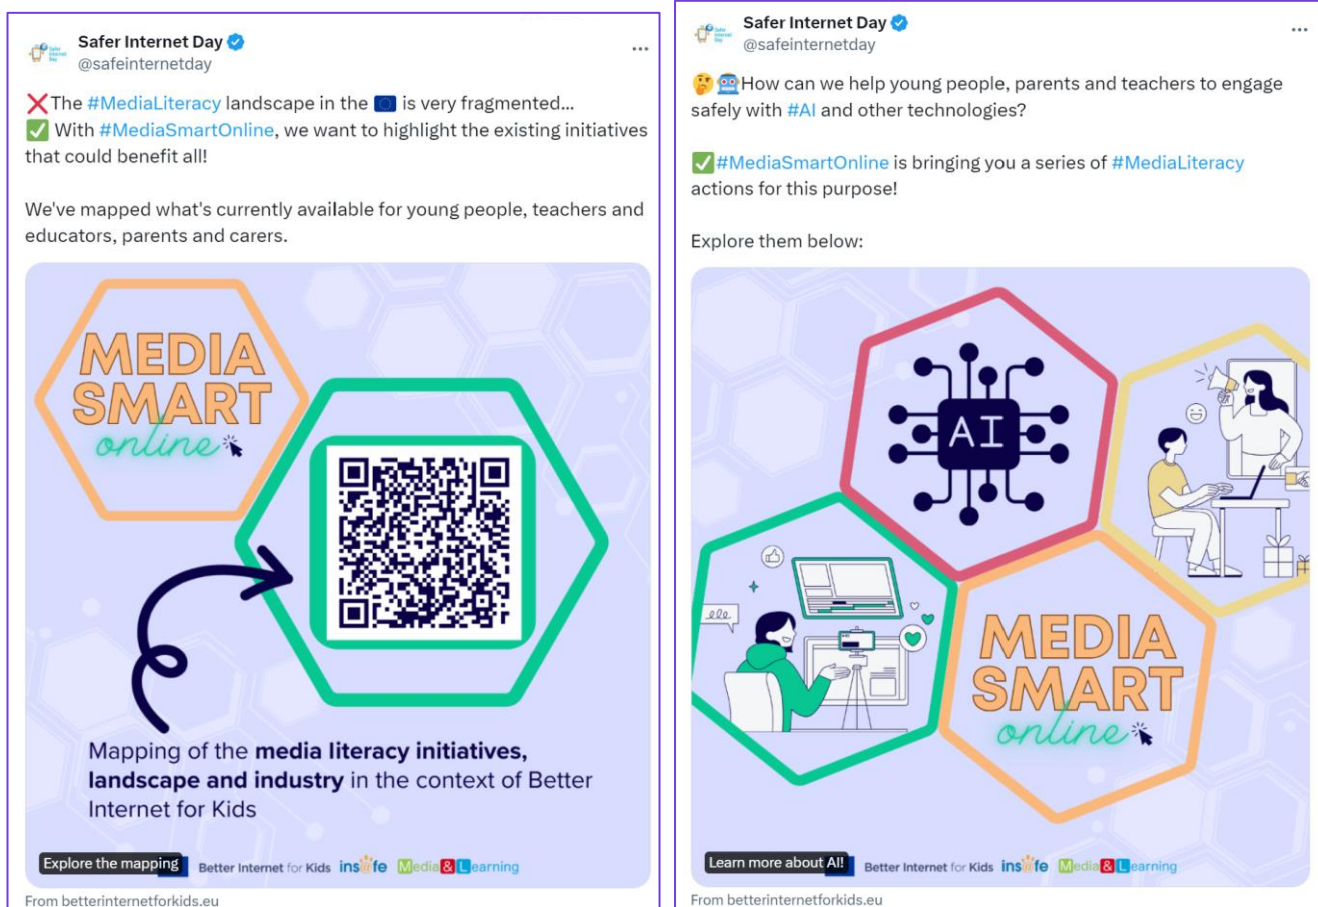 Safer Internet Day
@safeinternetday
❌The #MediaLiteracy landscape in the 🇪🇺 is very fragmented...
✅ With #MediaSmartOnline, we want to highlight the existing initiatives
that could benefit all!
We've mapped what's currently available for young people, teachers and
educators, parents and carers.
MEDIA
SMART
online
Mapping of the media literacy initiatives,
landscape and industry in the context of Better
Internet for Kids
Explore the mapping
Better Internet for Kids insafe Media & Learning
From betterinternetforkids.eu
Safer Internet Day
@safeinternetday
🤔🤖How can we help young people, parents and teachers to engage
safely with #AI and other technologies?
✅#MediaSmartOnline is bringing you a series of #MediaLiteracy
actions for this purpose!
Explore them below:
AI
MEDIA
SMART
online
Learn more about AI!
Better Internet for Kids insafe Media & Learning
From betterinternetforkids.eu